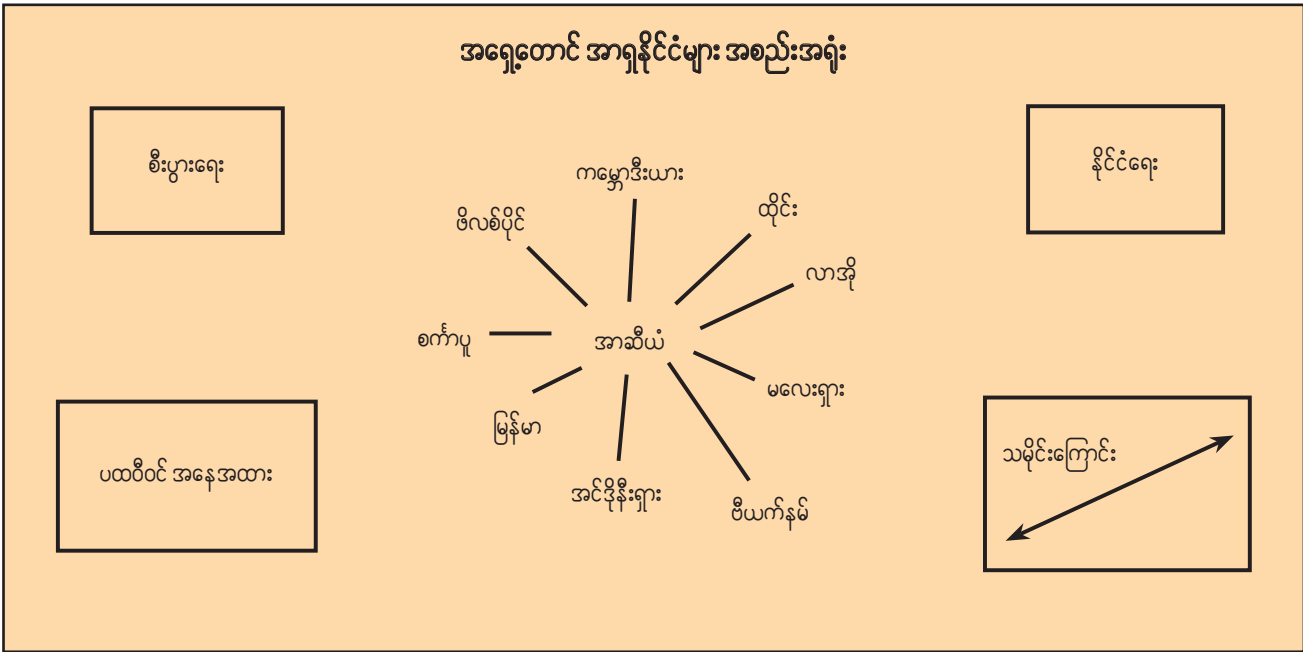 အရှေ့တောင် အာရှနိုင်ငံများ အစည်းအရုံး
စီးပွားရေး
နိုင်ငံရေး
ကမ္ဘောဒီးယား
ဖိလစ်ပိုင်
ထိုင်း
လာအို
စင်္ကာပူ
အာဆီယံ
မလေးရှား
မြန်မာ
အင်ဒိုနီးရှား
ဗီယက်နမ်
ပထဝီဝင် အနေအထား
သမိုင်းကြောင်း